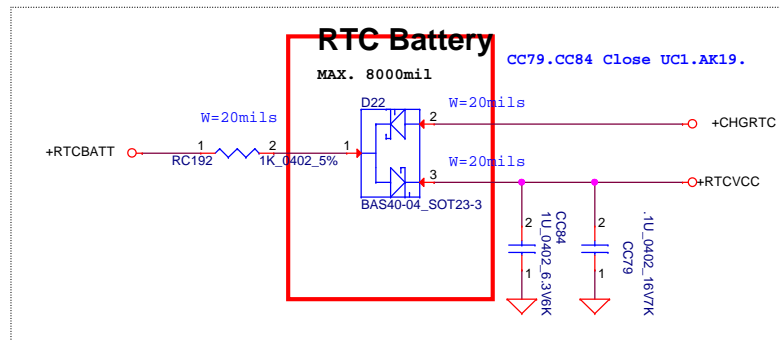 RTC Battery
CC79.CC84 Close UC1.AK19.
MAX. 8000mil
D22
W=20mils
2
+CHGRTC
W=20mils
+RTCBATT
1
2
1
RC192
1K_0402_5%
W=20mils
3
+RTCVCC
BAS40-04_SOT23-3
2
1
CC84
1U_0402_6.3V6K
2
1
.1U_0402_16V7K
CC79